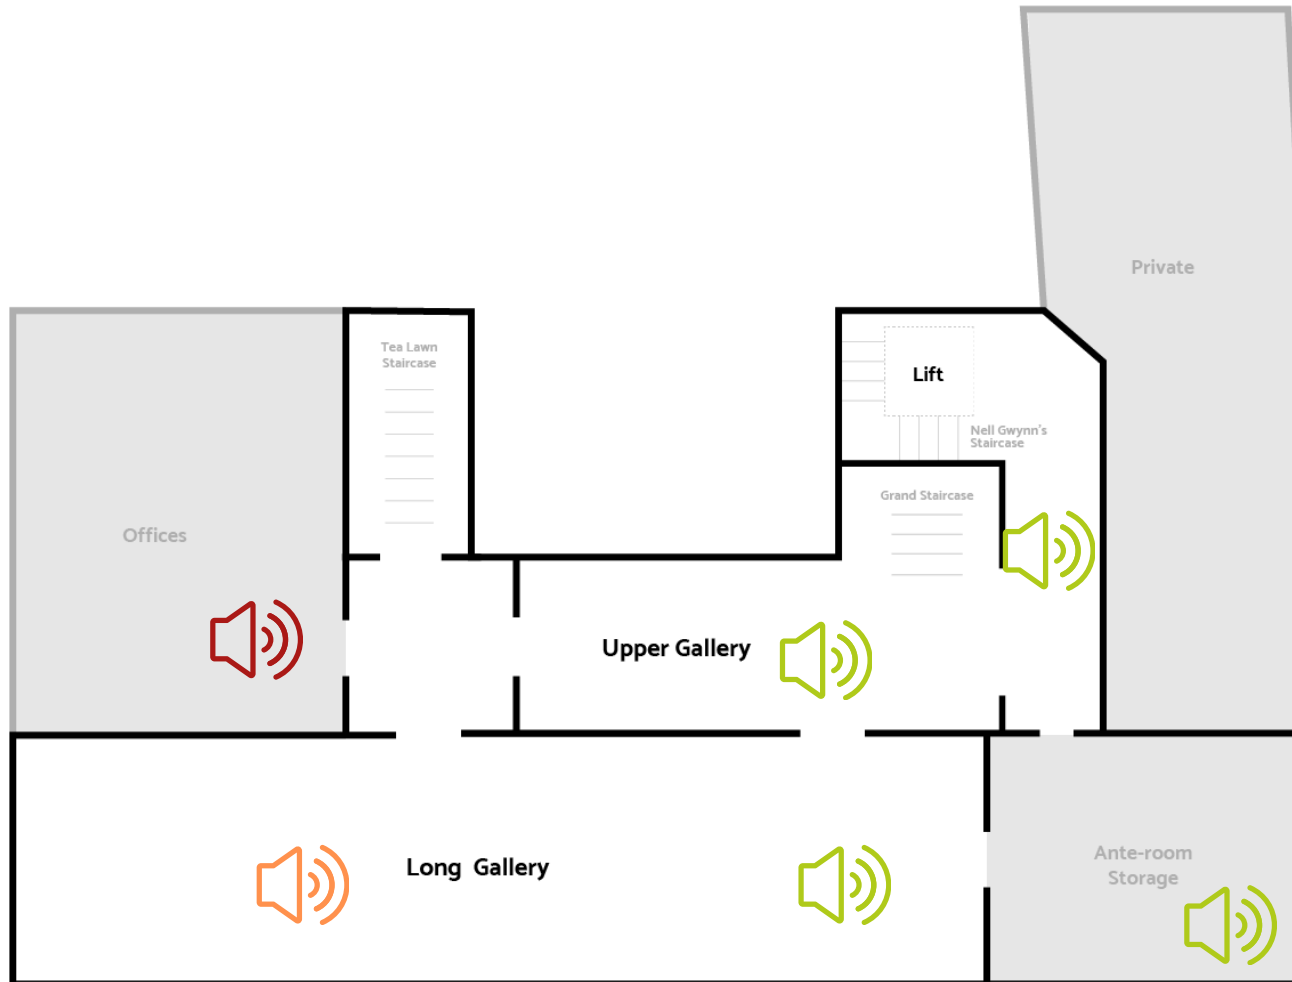 Private
Tea Lawn
Staircase
Lift
Nell Gwynn's
Staircase
Grand Staircase
Offices
Upper Gallery
Long Gallery
Ante-room
Storage